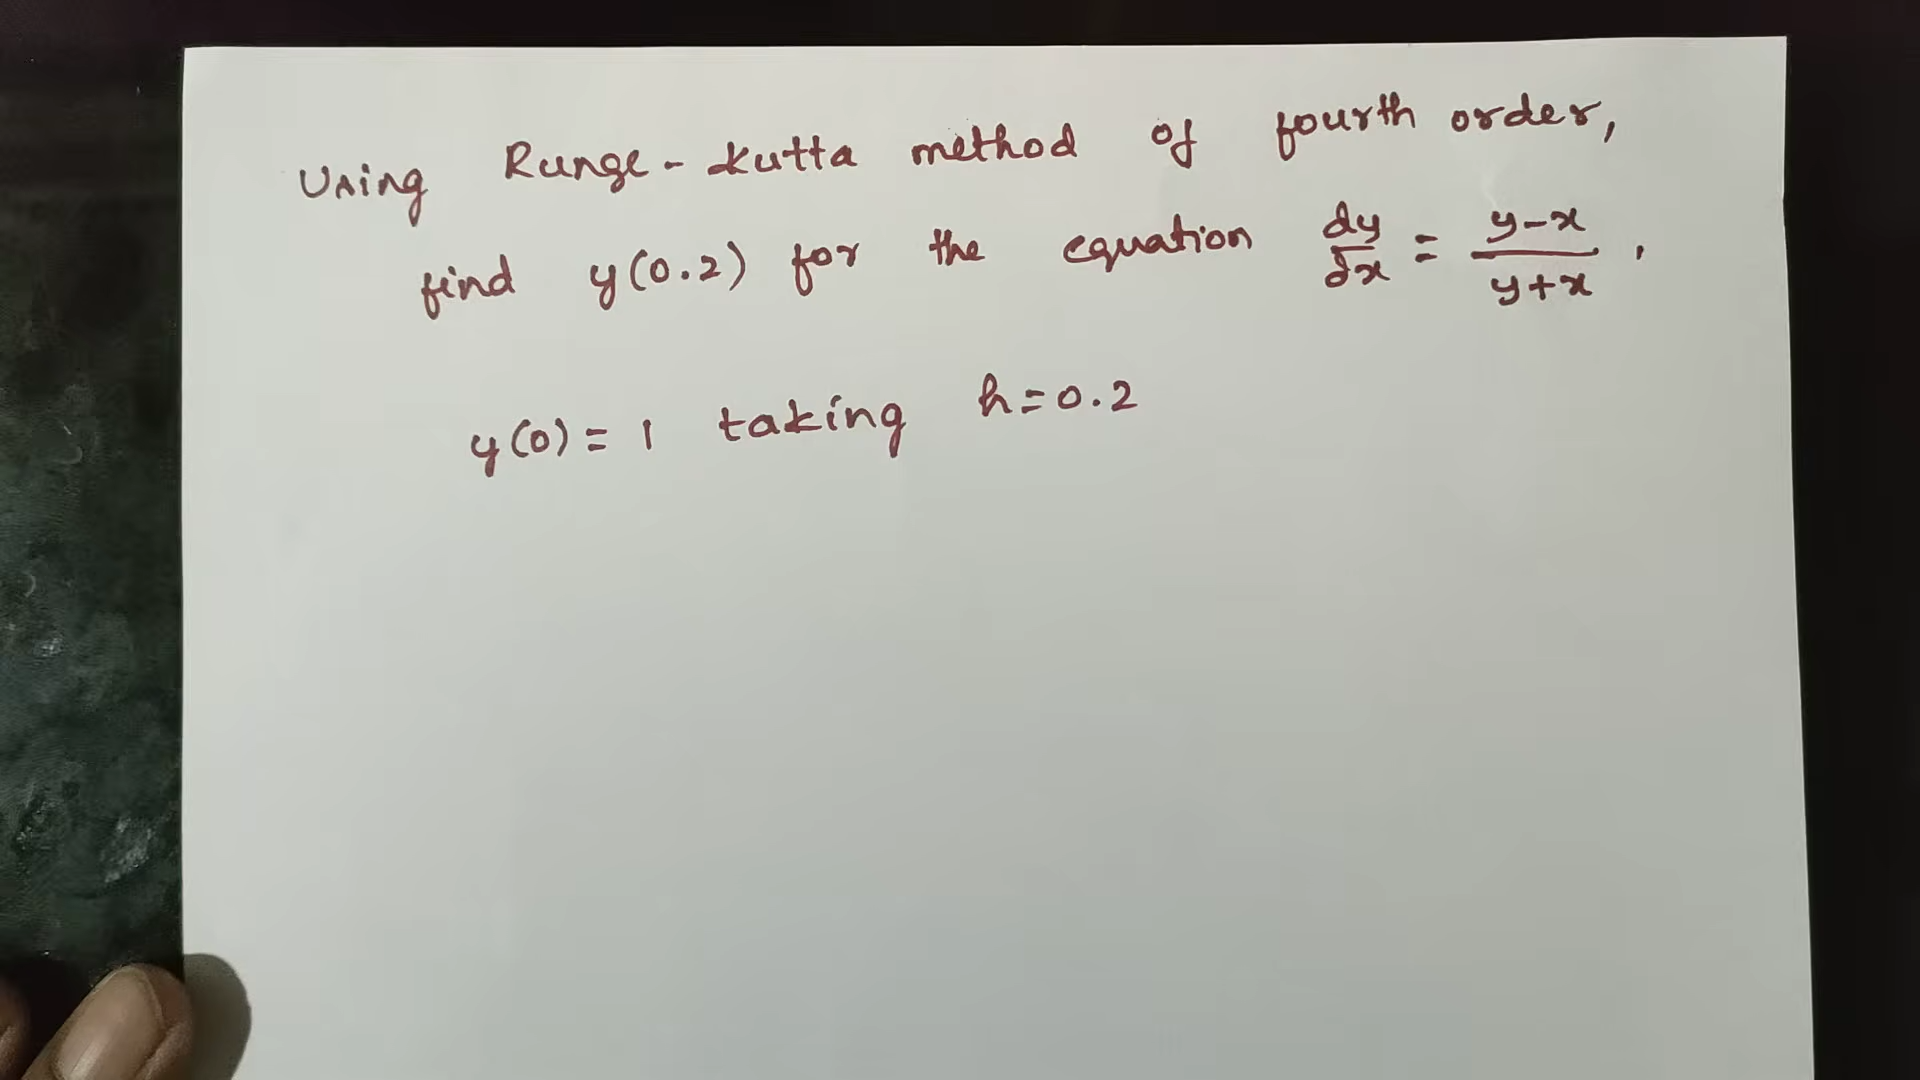 Using Runge-Kutta method of fourth order,
find y(0.2) for the equation dy/dx = y-x/y+x ,
y(0) = 1 taking h=0.2